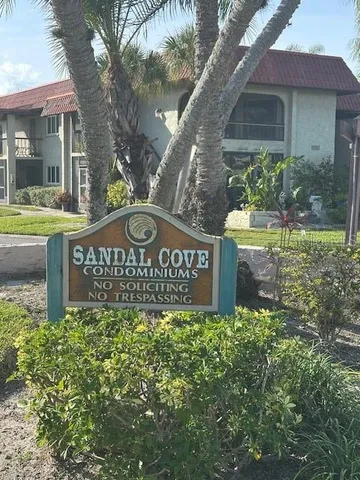 SANDAL COVE
CONDOMINIUMS
NO SOLICITING
NO TRESPASSING